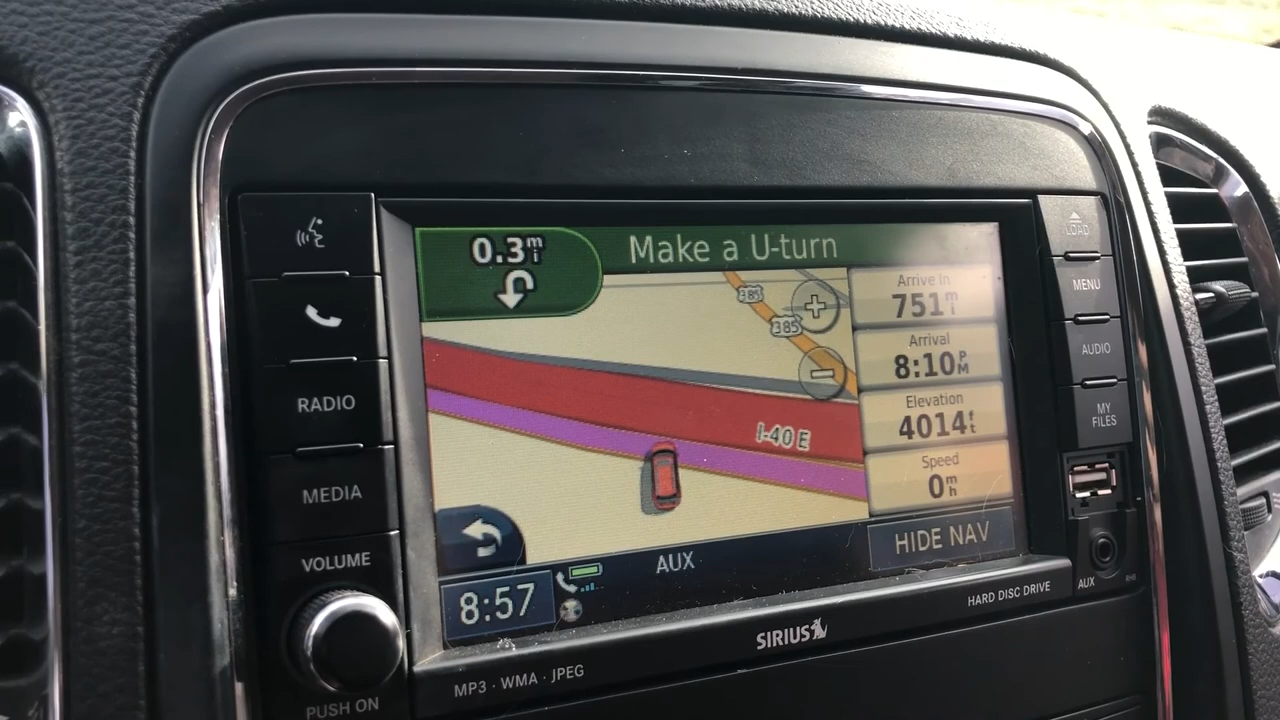 0.3 mi
Make a U-turn
385
385
I-40 E
Arrive In
751 mi
Arrival
8:10 PM
Elevation
4014 ft
Speed
0 mh
HIDE NAV
AUX
8:57
RADIO
MEDIA
VOLUME
PUSH ON
LOAD
MENU
AUDIO
MY
FILES
AUX
HARD DISC DRIVE
SIRIUS
MP3 · WMA · JPEG